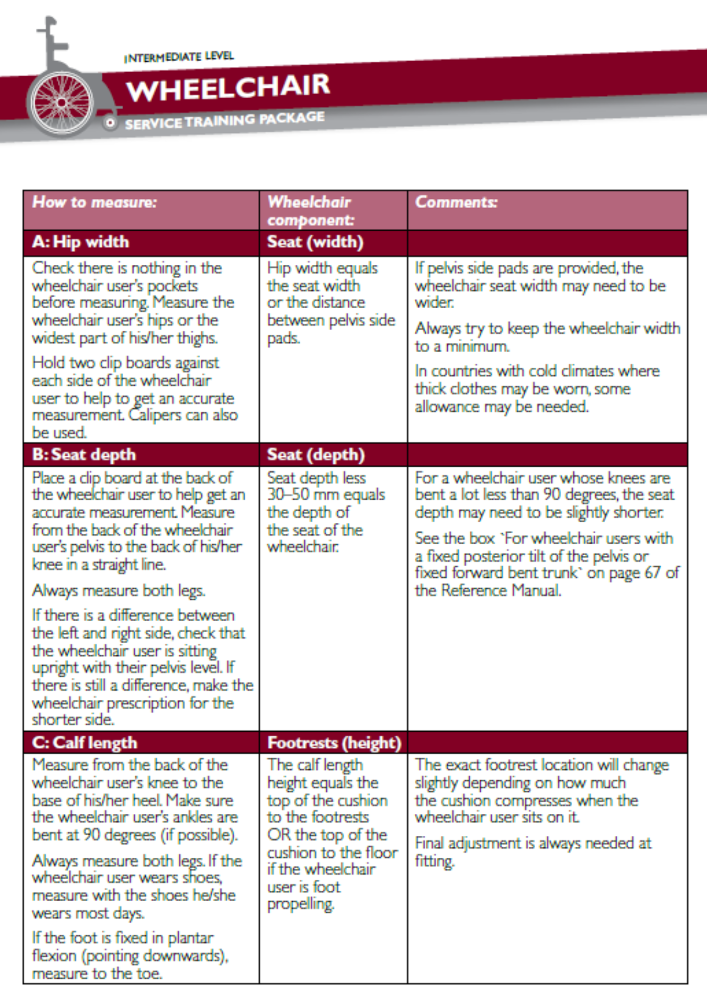 INTERMEDIATE LEVEL
WHEELCHAIR
SERVICE TRAINING PACKAGE
How to measure:
Wheelchair
component:
Comments:
A: Hip width
Seat (width)
Check there is nothing in the
wheelchair user's pockets
before measuring. Measure the
wheelchair user's hips or the
widest part of his/her thighs.
Hold two clip boards against
each side of the wheelchair
user to help to get an accurate
measurement. Calipers can also
be used.
Hip width equals
the seat width
or the distance
between pelvis side
pads.
If pelvis side pads are provided, the
wheelchair seat width may need to be
wider.
Always try to keep the wheelchair width
to a minimum.
In countries with cold climates where
thick clothes may be worn, some
allowance may be needed.
B: Seat depth
Seat (depth)
Place a clip board at the back of
the wheelchair user to help get an
accurate measurement. Measure
from the back of the wheelchair
user's pelvis to the back of his/her
knee in a straight line.
Always measure both legs.
If there is a difference between
the left and right side, check that
the wheelchair user is sitting
upright with their pelvis level. If
there is still a difference, make the
wheelchair prescription for the
shorter side.
Seat depth less
30–50 mm equals
the depth of
the seat of the
wheelchair.
For a wheelchair user whose knees are
bent a lot less than 90 degrees, the seat
depth may need to be slightly shorter.
See the box `For wheelchair users with
a fixed posterior tilt of the pelvis or
fixed forward bent trunk` on page 67 of
the Reference Manual.
C: Calf length
Footrests (height)
Measure from the back of the
wheelchair user's knee to the
base of his/her heel. Make sure
the wheelchair user's ankles are
bent at 90 degrees (if possible).
Always measure both legs. If the
wheelchair user wears shoes,
measure with the shoes he/she
wears most days.
If the foot is fixed in plantar
flexion (pointing downwards),
measure to the toe.
The calf length
height equals the
top of the cushion
to the footrests
OR the top of the
cushion to the floor
if the wheelchair
user is foot
propelling.
The exact footrest location will change
slightly depending on how much
the cushion compresses when the
wheelchair user sits on it.
Final adjustment is always needed at
fitting.